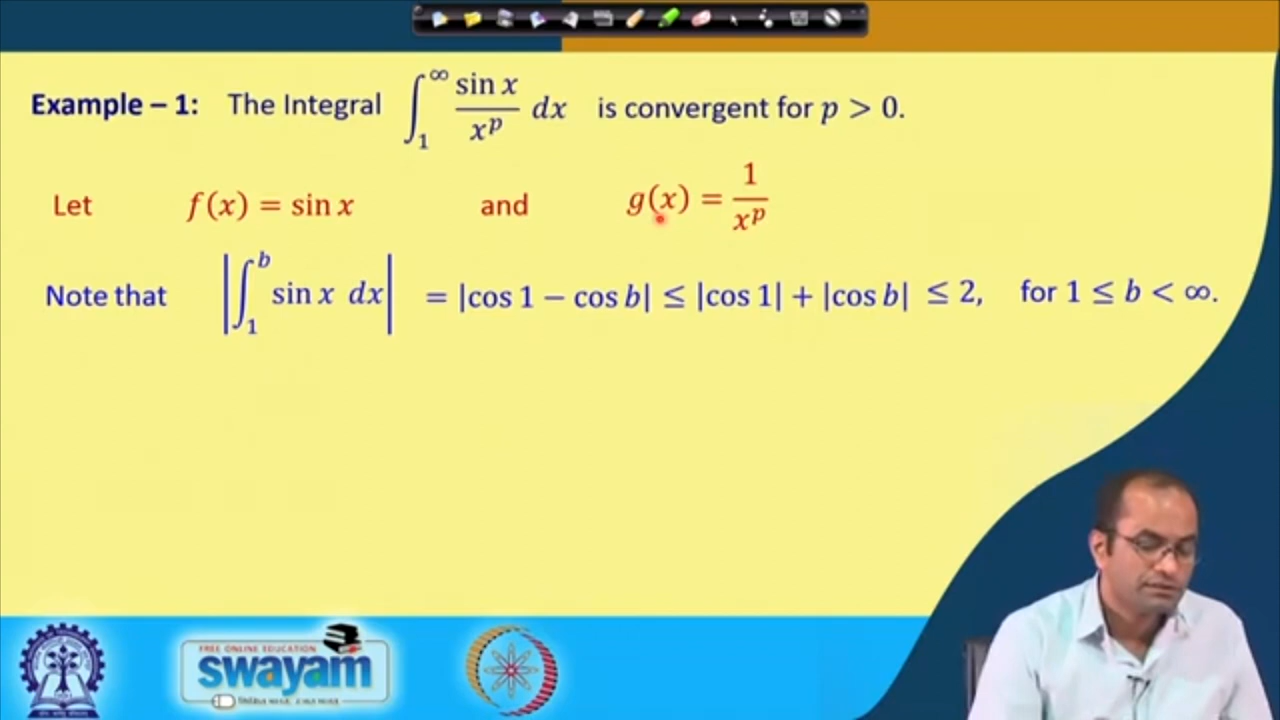 Example – 1: The Integral ∫₁^∞ (sin x / x^p) dx is convergent for p > 0.
Let f(x) = sin x and g(x) = 1/x^p
Note that |∫₁^b sin x dx| = |cos 1 − cos b| ≤ |cos 1| + |cos b| ≤ 2, for 1 ≤ b < ∞.
FREE ONLINE EDUCATION
swayam